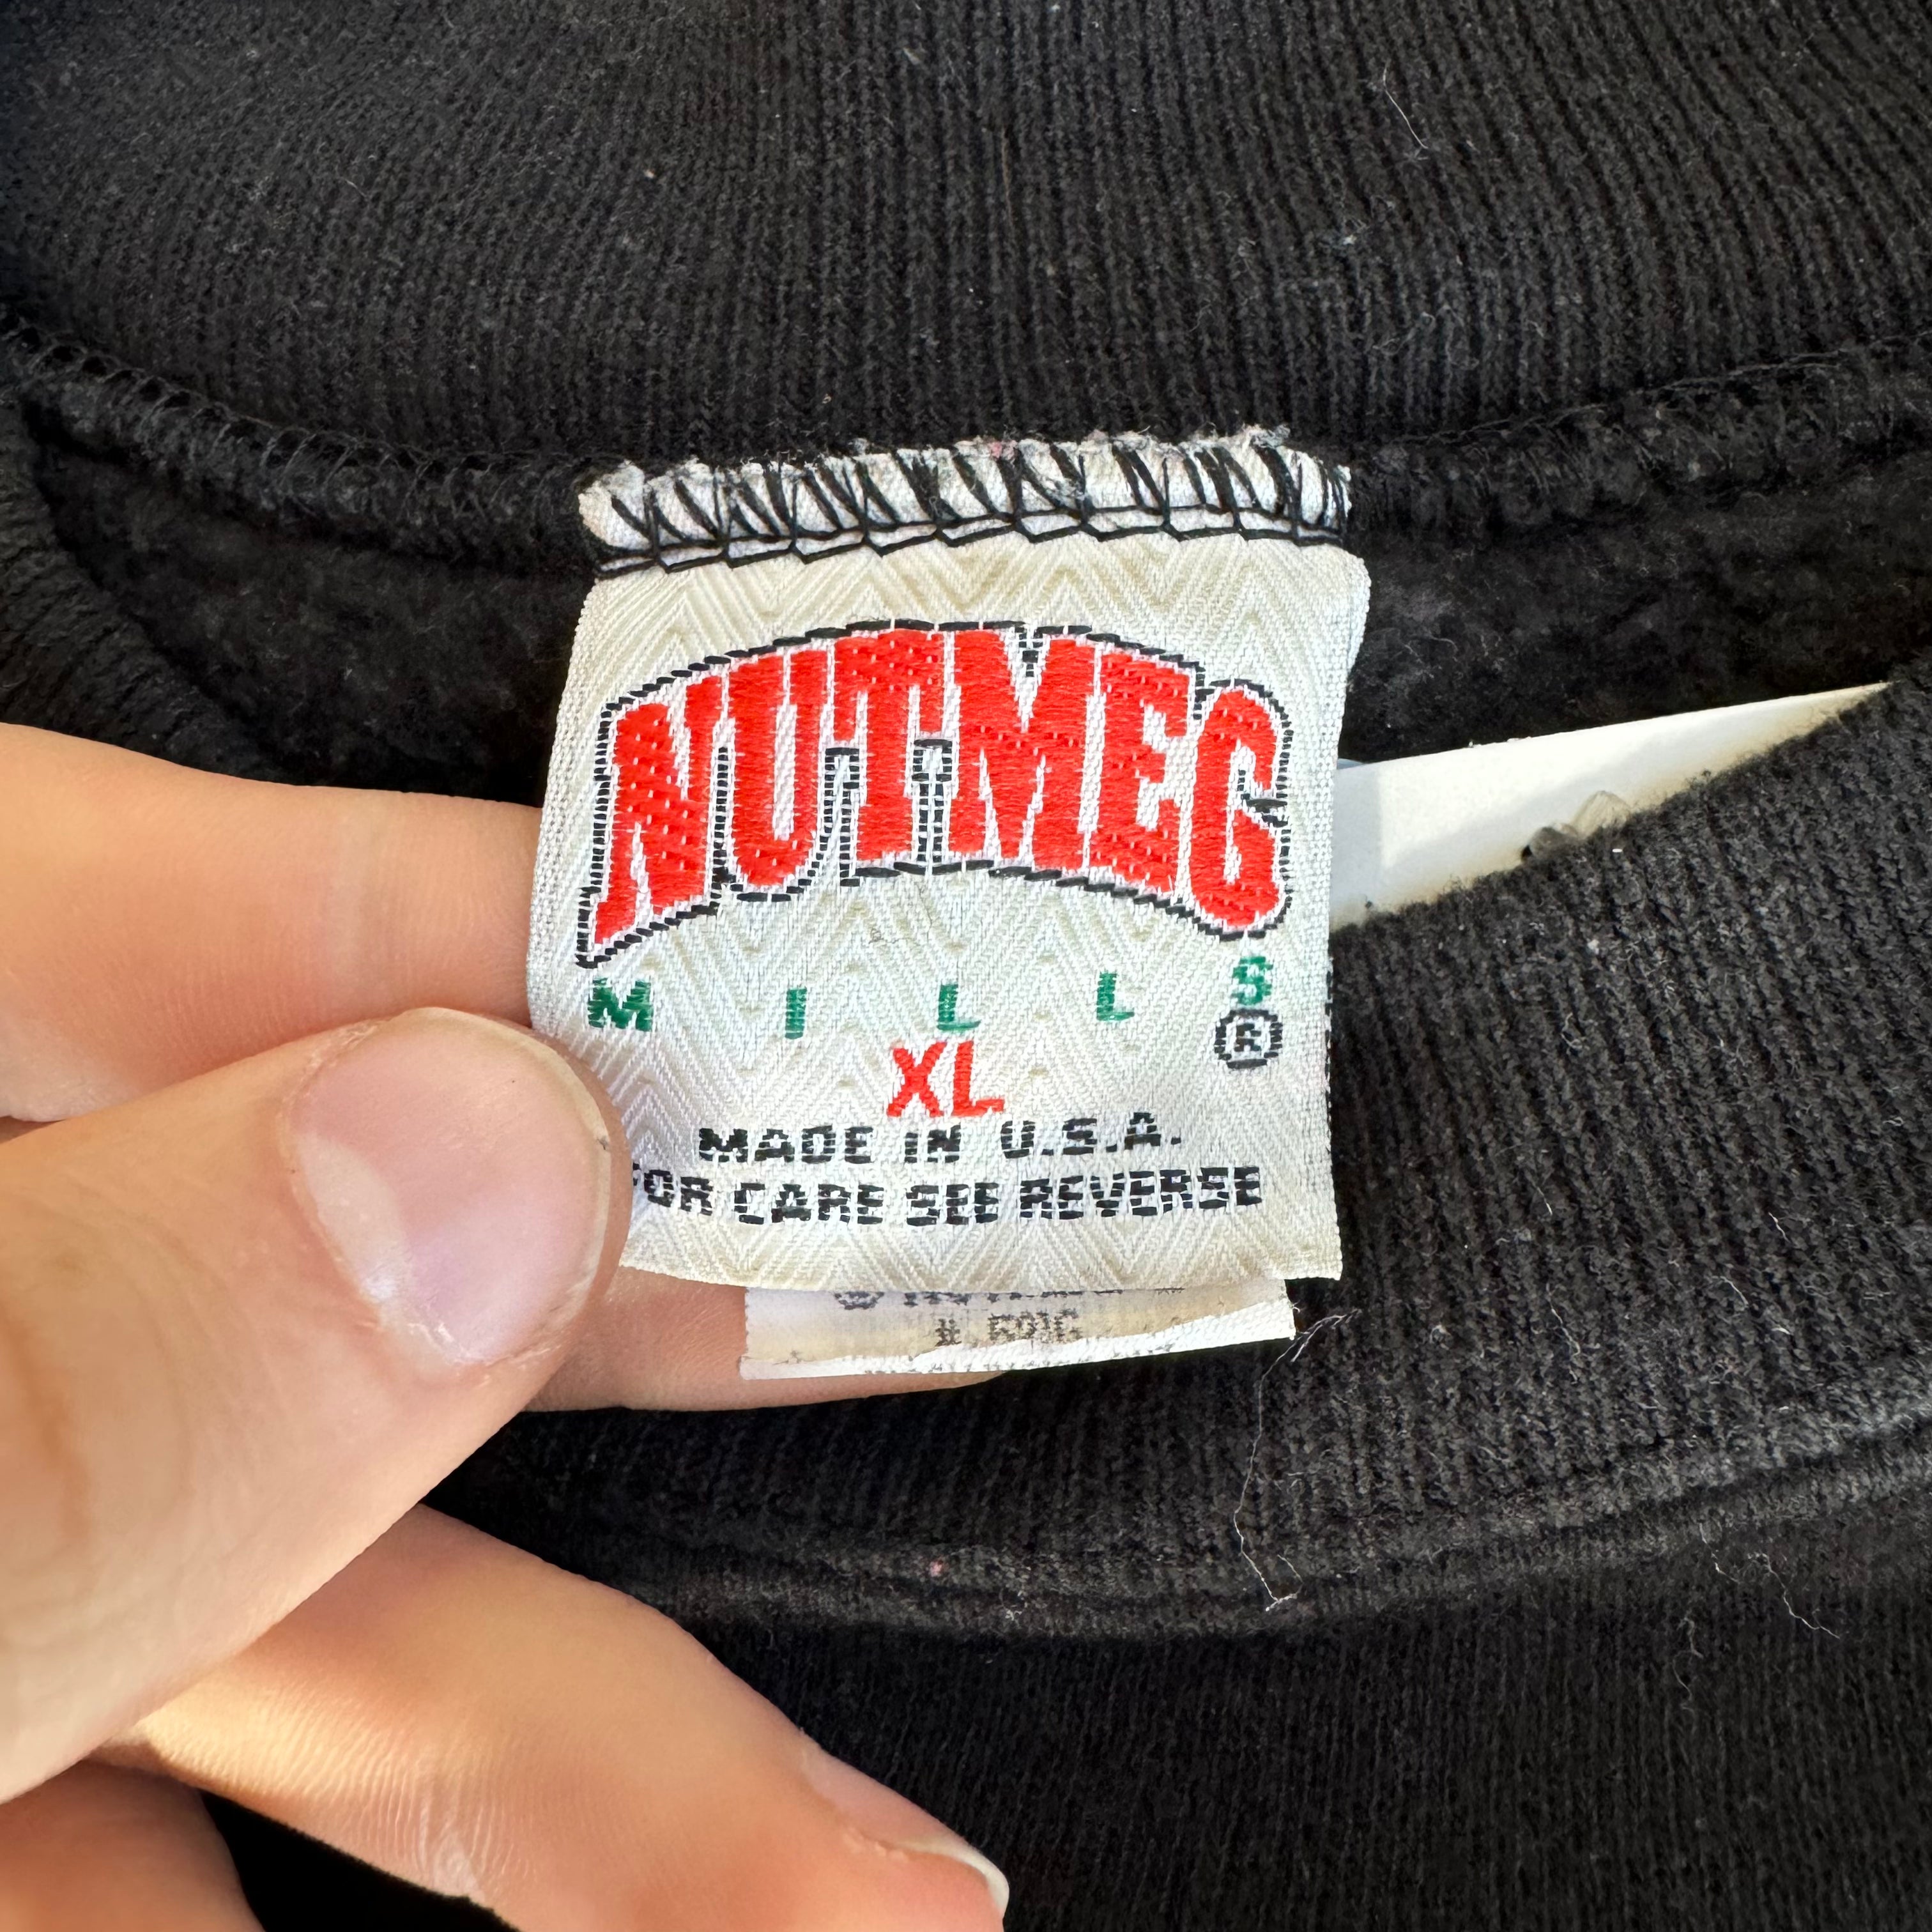 NUTMEG
MILLS
®
XL
MADE IN U.S.A.
FOR CARE SEE REVERSE